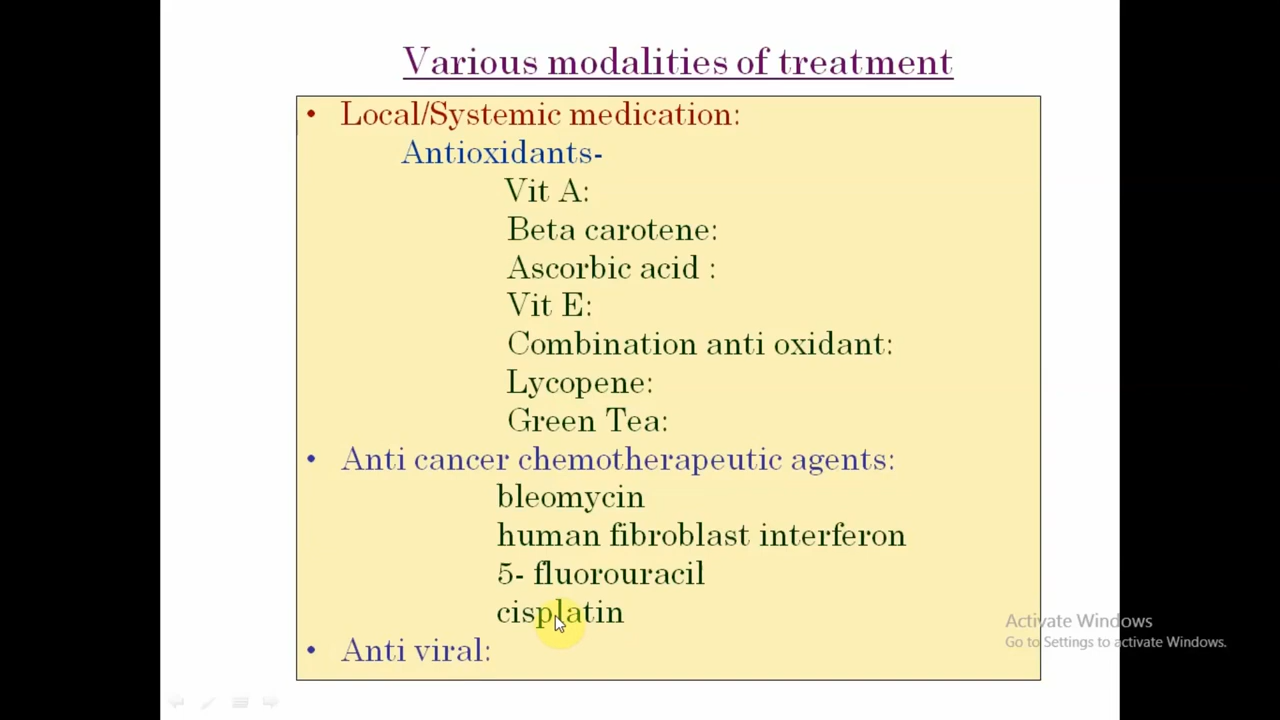 Various modalities of treatment
• Local/Systemic medication:
Antioxidants-
Vit A:
Beta carotene:
Ascorbic acid :
Vit E:
Combination anti oxidant:
Lycopene:
Green Tea:
• Anti cancer chemotherapeutic agents:
bleomycin
human fibroblast interferon
5- fluorouracil
cisplatin
• Anti viral:
Activate Windows
Go to Settings to activate Windows.